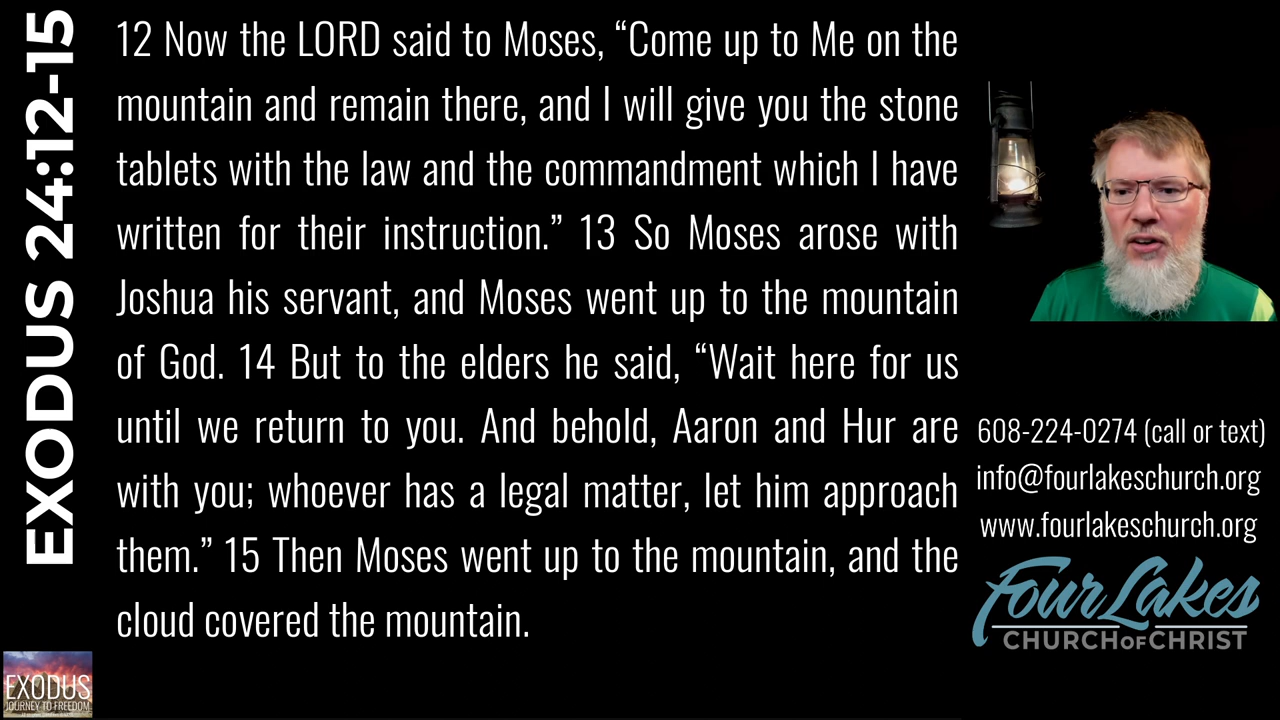 EXODUS 24:12-15
12 Now the LORD said to Moses, “Come up to Me on the
mountain and remain there, and I will give you the stone
tablets with the law and the commandment which I have
written for their instruction.” 13 So Moses arose with
Joshua his servant, and Moses went up to the mountain
of God. 14 But to the elders he said, “Wait here for us
until we return to you. And behold, Aaron and Hur are
with you; whoever has a legal matter, let him approach
them.” 15 Then Moses went up to the mountain, and the
cloud covered the mountain.
608-224-0274 (call or text)
info@fourlakeschurch.org
www.fourlakeschurch.org
Four Lakes
CHURCH OF CHRIST
EXODUS
JOURNEY TO FREEDOM